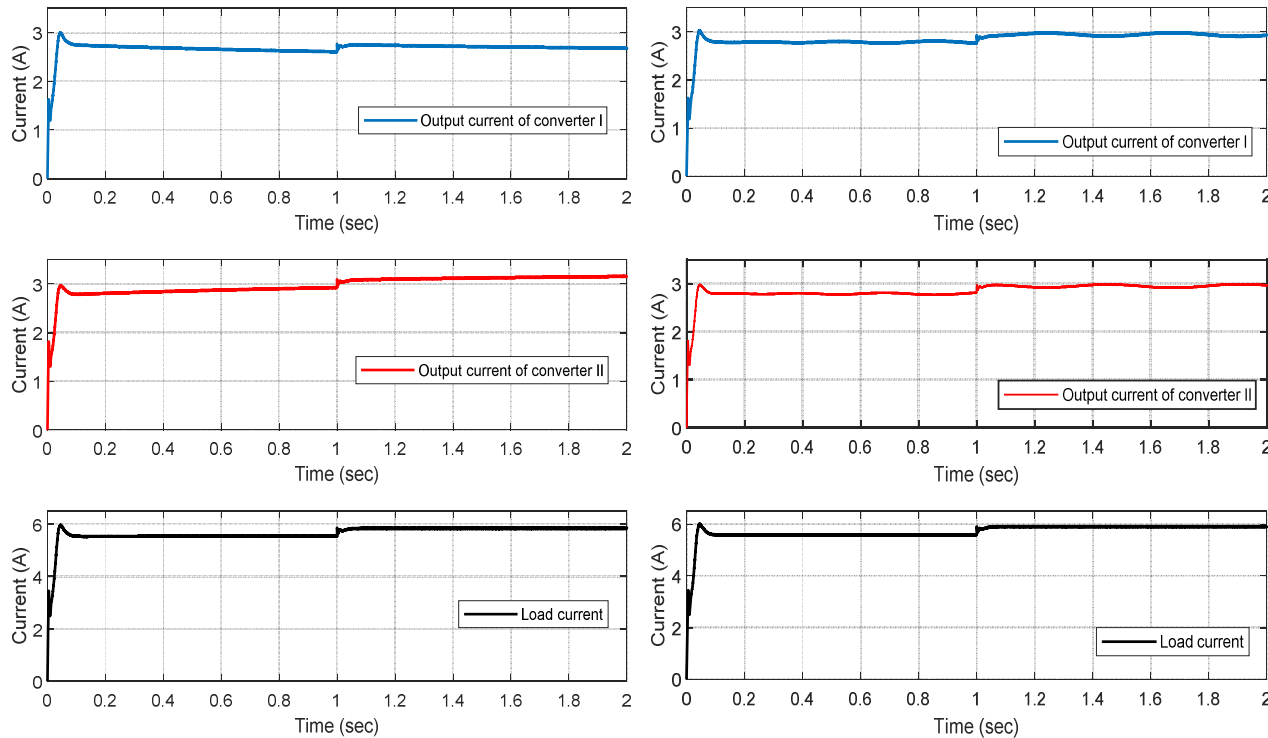 Current (A)
3
2
1
0
Output current of converter I
0 0.2 0.4 0.6 0.8 1 1.2 1.4 1.6 1.8 2
Time (sec)
Current (A)
3
2
1
0
Output current of converter I
0 0.2 0.4 0.6 0.8 1 1.2 1.4 1.6 1.8 2
Time (sec)
Current (A)
3
2
1
0
Output current of converter II
0 0.2 0.4 0.6 0.8 1 1.2 1.4 1.6 1.8 2
Time (sec)
Current (A)
3
2
1
0
Output current of converter II
0 0.2 0.4 0.6 0.8 1 1.2 1.4 1.6 1.8 2
Time (sec)
Current (A)
6
4
2
0
Load current
0 0.2 0.4 0.6 0.8 1 1.2 1.4 1.6 1.8 2
Time (sec)
Current (A)
6
4
2
0
Load current
0 0.2 0.4 0.6 0.8 1 1.2 1.4 1.6 1.8 2
Time (sec)